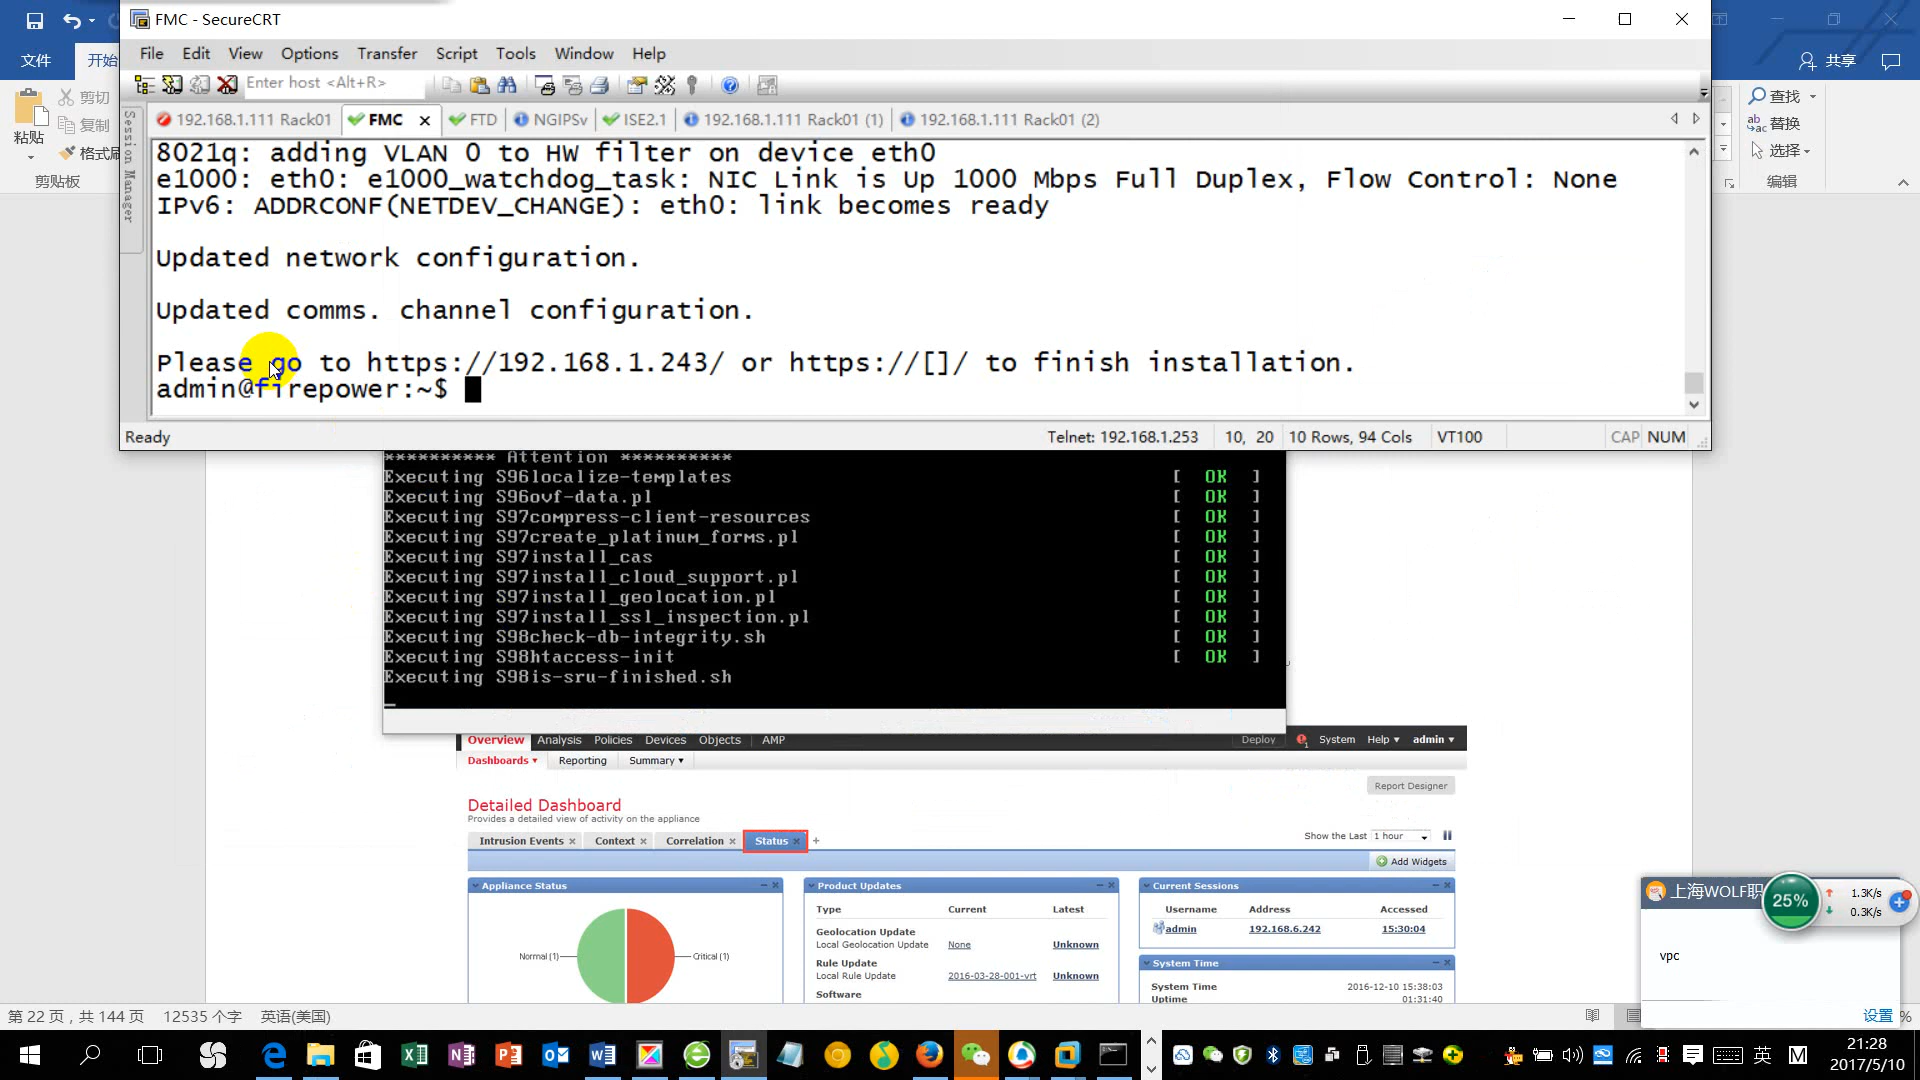 FMC - SecureCRT
File Edit View Options Transfer Script Tools Window Help
Enter host <Alt+R>
192.168.1.111 Rack01 FMC FTD NGIPSv ISE2.1 192.168.1.111 Rack01 (1) 192.168.1.111 Rack01 (2)
Session Manager
8021q: adding VLAN 0 to HW filter on device eth0
e1000: eth0: e1000_watchdog_task: NIC Link is Up 1000 Mbps Full Duplex, Flow Control: None
IPv6: ADDRCONF(NETDEV_CHANGE): eth0: link becomes ready
Updated network configuration.
Updated comms. channel configuration.
Please go to https://192.168.1.243/ or https://[]/ to finish installation.
admin@firepower:~$
Ready Telnet: 192.168.1.253 10, 20 10 Rows, 94 Cols VT100 CAP NUM
文件 开始
剪切
复制
粘贴
格式刷
剪贴板
共享
查找
替换
选择
编辑
********** Attention **********
Executing S96localize-templates [ OK ]
Executing S96ovf-data.pl [ OK ]
Executing S97compress-client-resources [ OK ]
Executing S97create_platinum_forms.pl [ OK ]
Executing S97install_cas [ OK ]
Executing S97install_cloud_support.pl [ OK ]
Executing S97install_geolocation.pl [ OK ]
Executing S97install_ssl_inspection.pl [ OK ]
Executing S98check-db-integrity.sh [ OK ]
Executing S98htaccess-init [ OK ]
Executing S98is-sru-finished.sh
Overview Analysis Policies Devices Objects AMP Deploy 1 System Help admin
Dashboards Reporting Summary
Report Designer
Detailed Dashboard
Provides a detailed view of activity on the appliance
Intrusion Events Context Correlation Status + Show the Last 1 hour
Add Widgets
Appliance Status
Normal (1) Critical (1)
Product Updates
Type Current Latest
Geolocation Update
Local Geolocation Update None Unknown
Rule Update
Local Rule Update 2016-03-28-001-vrt Unknown
Software
Current Sessions
Username Address Accessed
admin 192.168.6.242 15:30:04
System Time
System Time 2016-12-10 15:38:03
Uptime 01:31:40
上海WOLF职
25% 1.3K/s
0.3K/s
vpc
设置 %
第 22 页，共 144 页 12535 个字 英语(美国)
英 M
21:28
2017/5/10